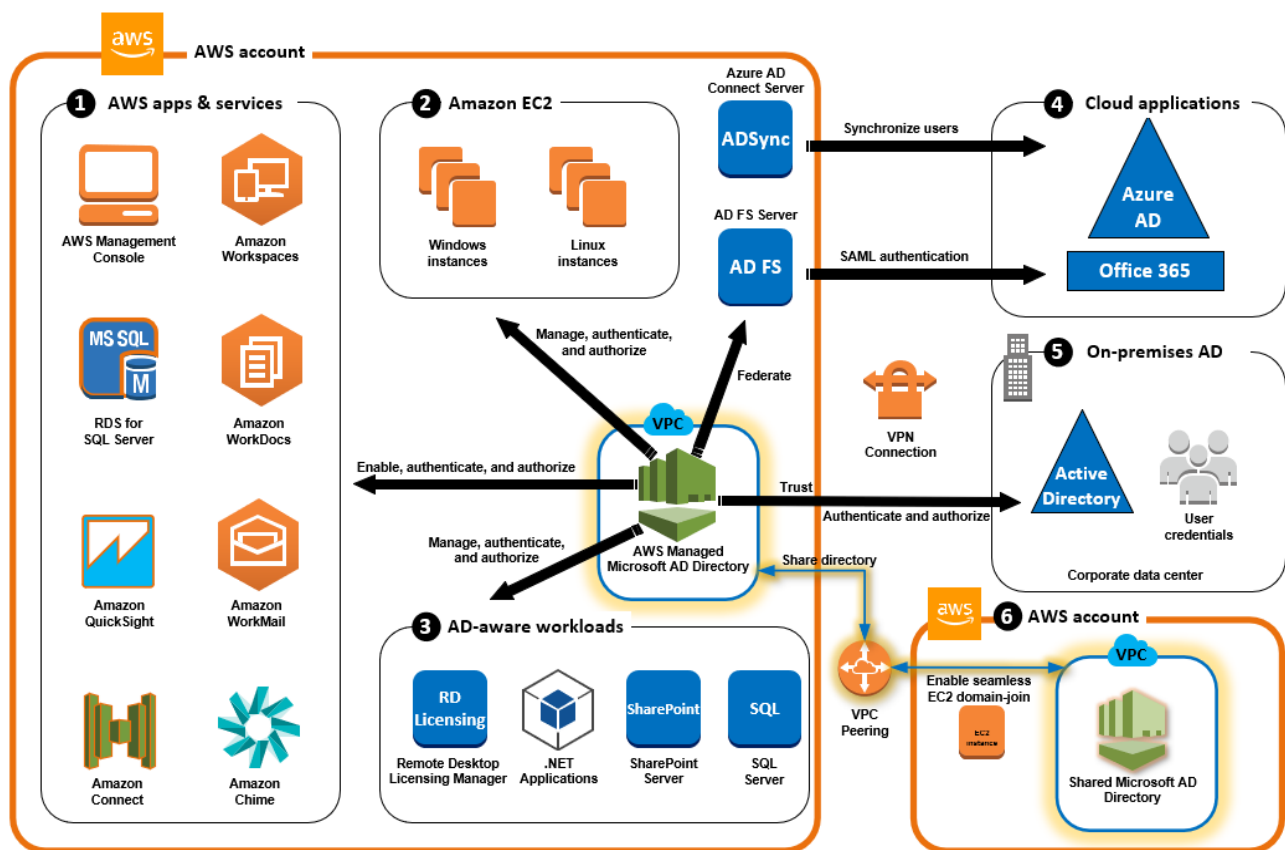 aws
AWS account
1 AWS apps & services
AWS Management
Console
Amazon
Workspaces
MS SQL
M
RDS for
SQL Server
Amazon
WorkDocs
Amazon
QuickSight
Amazon
WorkMail
Amazon
Connect
Amazon
Chime
2 Amazon EC2
Windows
instances
Linux
instances
Azure AD
Connect Server
ADSync
Synchronize users
AD FS Server
AD FS
SAML authentication
4 Cloud applications
Azure
AD
Office 365
Manage, authenticate,
and authorize
Federate
VPC
Enable, authenticate, and authorize
AWS Managed
Microsoft AD Directory
Manage, authenticate,
and authorize
VPN
Connection
Trust
Authenticate and authorize
5 On-premises AD
Active
Directory
User
credentials
Corporate data center
Share directory
3 AD-aware workloads
RD
Licensing
Remote Desktop
Licensing Manager
.NET
Applications
SharePoint
SharePoint
Server
SQL
SQL
Server
VPC
Peering
aws
6 AWS account
Enable seamless
EC2 domain-join
EC2
instance
VPC
Shared Microsoft AD
Directory